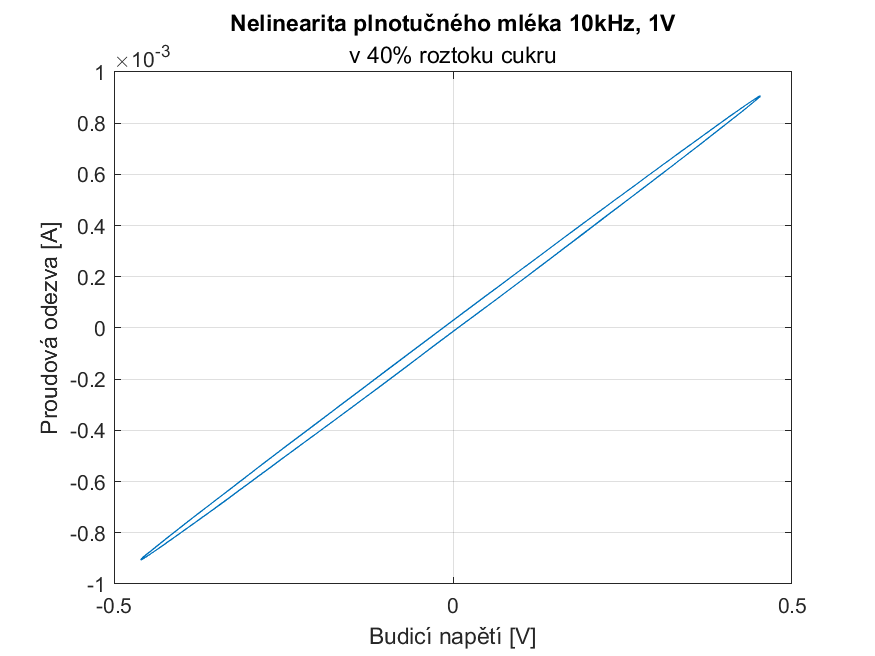 Nelinearita plnotučného mléka 10kHz, 1V
v 40% roztoku cukru
×10-3
1
0.8
0.6
0.4
0.2
0
-0.2
-0.4
-0.6
-0.8
-1
-0.5 0 0.5
Proudová odezva [A]
Budicí napětí [V]